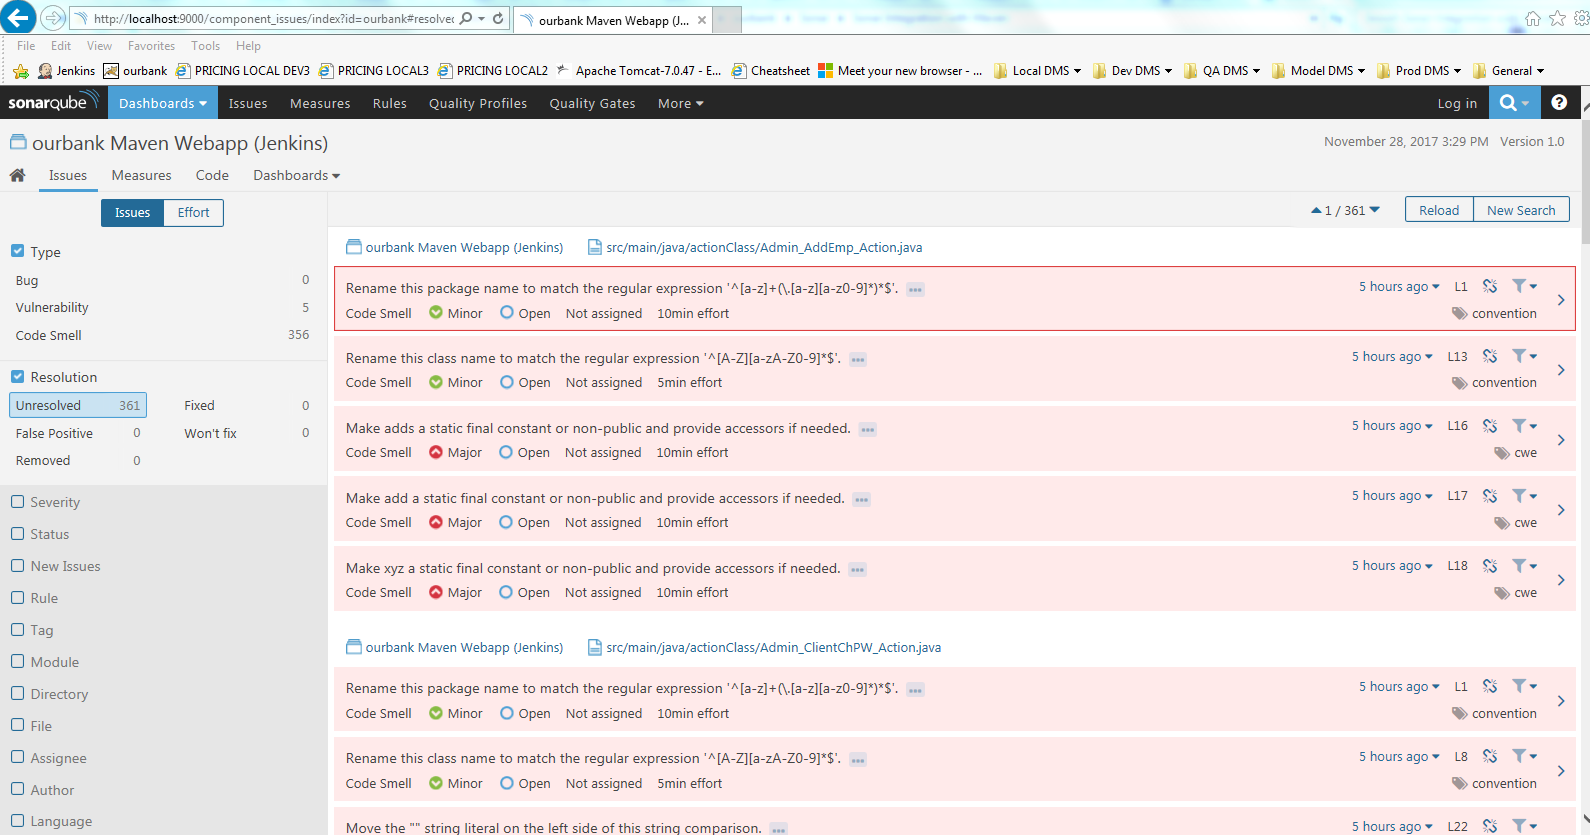 http://localhost:9000/component_issues/index?id=ourbank#resolvec
ourbank Maven Webapp (J...
File Edit View Favorites Tools Help
Jenkins ourbank PRICING LOCAL DEV3 PRICING LOCAL3 PRICING LOCAL2 Apache Tomcat-7.0.47 - E... Cheatsheet Meet your new browser - ... Local DMS Dev DMS QA DMS Model DMS Prod DMS General
sonarqube Dashboards Issues Measures Rules Quality Profiles Quality Gates More Log in ?
ourbank Maven Webapp (Jenkins) November 28, 2017 3:29 PM Version 1.0
Issues Measures Code Dashboards
Issues Effort
1 / 361 Reload New Search
Type
Bug 0
Vulnerability 5
Code Smell 356
Resolution
Unresolved 361 Fixed 0
False Positive 0 Won't fix 0
Removed 0
Severity
Status
New Issues
Rule
Tag
Module
Directory
File
Assignee
Author
Language
ourbank Maven Webapp (Jenkins) src/main/java/actionClass/Admin_AddEmp_Action.java
Rename this package name to match the regular expression '^[a-z]+(\.[a-z][a-z0-9]*)*$'. ... 5 hours ago L1
Code Smell Minor Open Not assigned 10min effort convention
Rename this class name to match the regular expression '^[A-Z][a-zA-Z0-9]*$'. ... 5 hours ago L13
Code Smell Minor Open Not assigned 5min effort convention
Make adds a static final constant or non-public and provide accessors if needed. ... 5 hours ago L16
Code Smell Major Open Not assigned 10min effort cwe
Make add a static final constant or non-public and provide accessors if needed. ... 5 hours ago L17
Code Smell Major Open Not assigned 10min effort cwe
Make xyz a static final constant or non-public and provide accessors if needed. ... 5 hours ago L18
Code Smell Major Open Not assigned 10min effort cwe
ourbank Maven Webapp (Jenkins) src/main/java/actionClass/Admin_ClientChPW_Action.java
Rename this package name to match the regular expression '^[a-z]+(\.[a-z][a-z0-9]*)*$'. ... 5 hours ago L1
Code Smell Minor Open Not assigned 10min effort convention
Rename this class name to match the regular expression '^[A-Z][a-zA-Z0-9]*$'. ... 5 hours ago L8
Code Smell Minor Open Not assigned 5min effort convention
Move the "" string literal on the left side of this string comparison. ... 5 hours ago L22